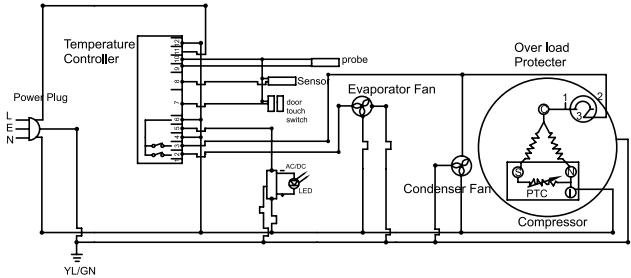 Temperature
Controller
12
11
10
9
8
7
6
5
4
3
2
1
probe
Sensor
door
touch
switch
Evaporator Fan
Over load
Protecter
1
2
3
Power Plug
L
E
N
AC/DC
LED
Condenser Fan
S
N
PTC
L
Compressor
YL/GN